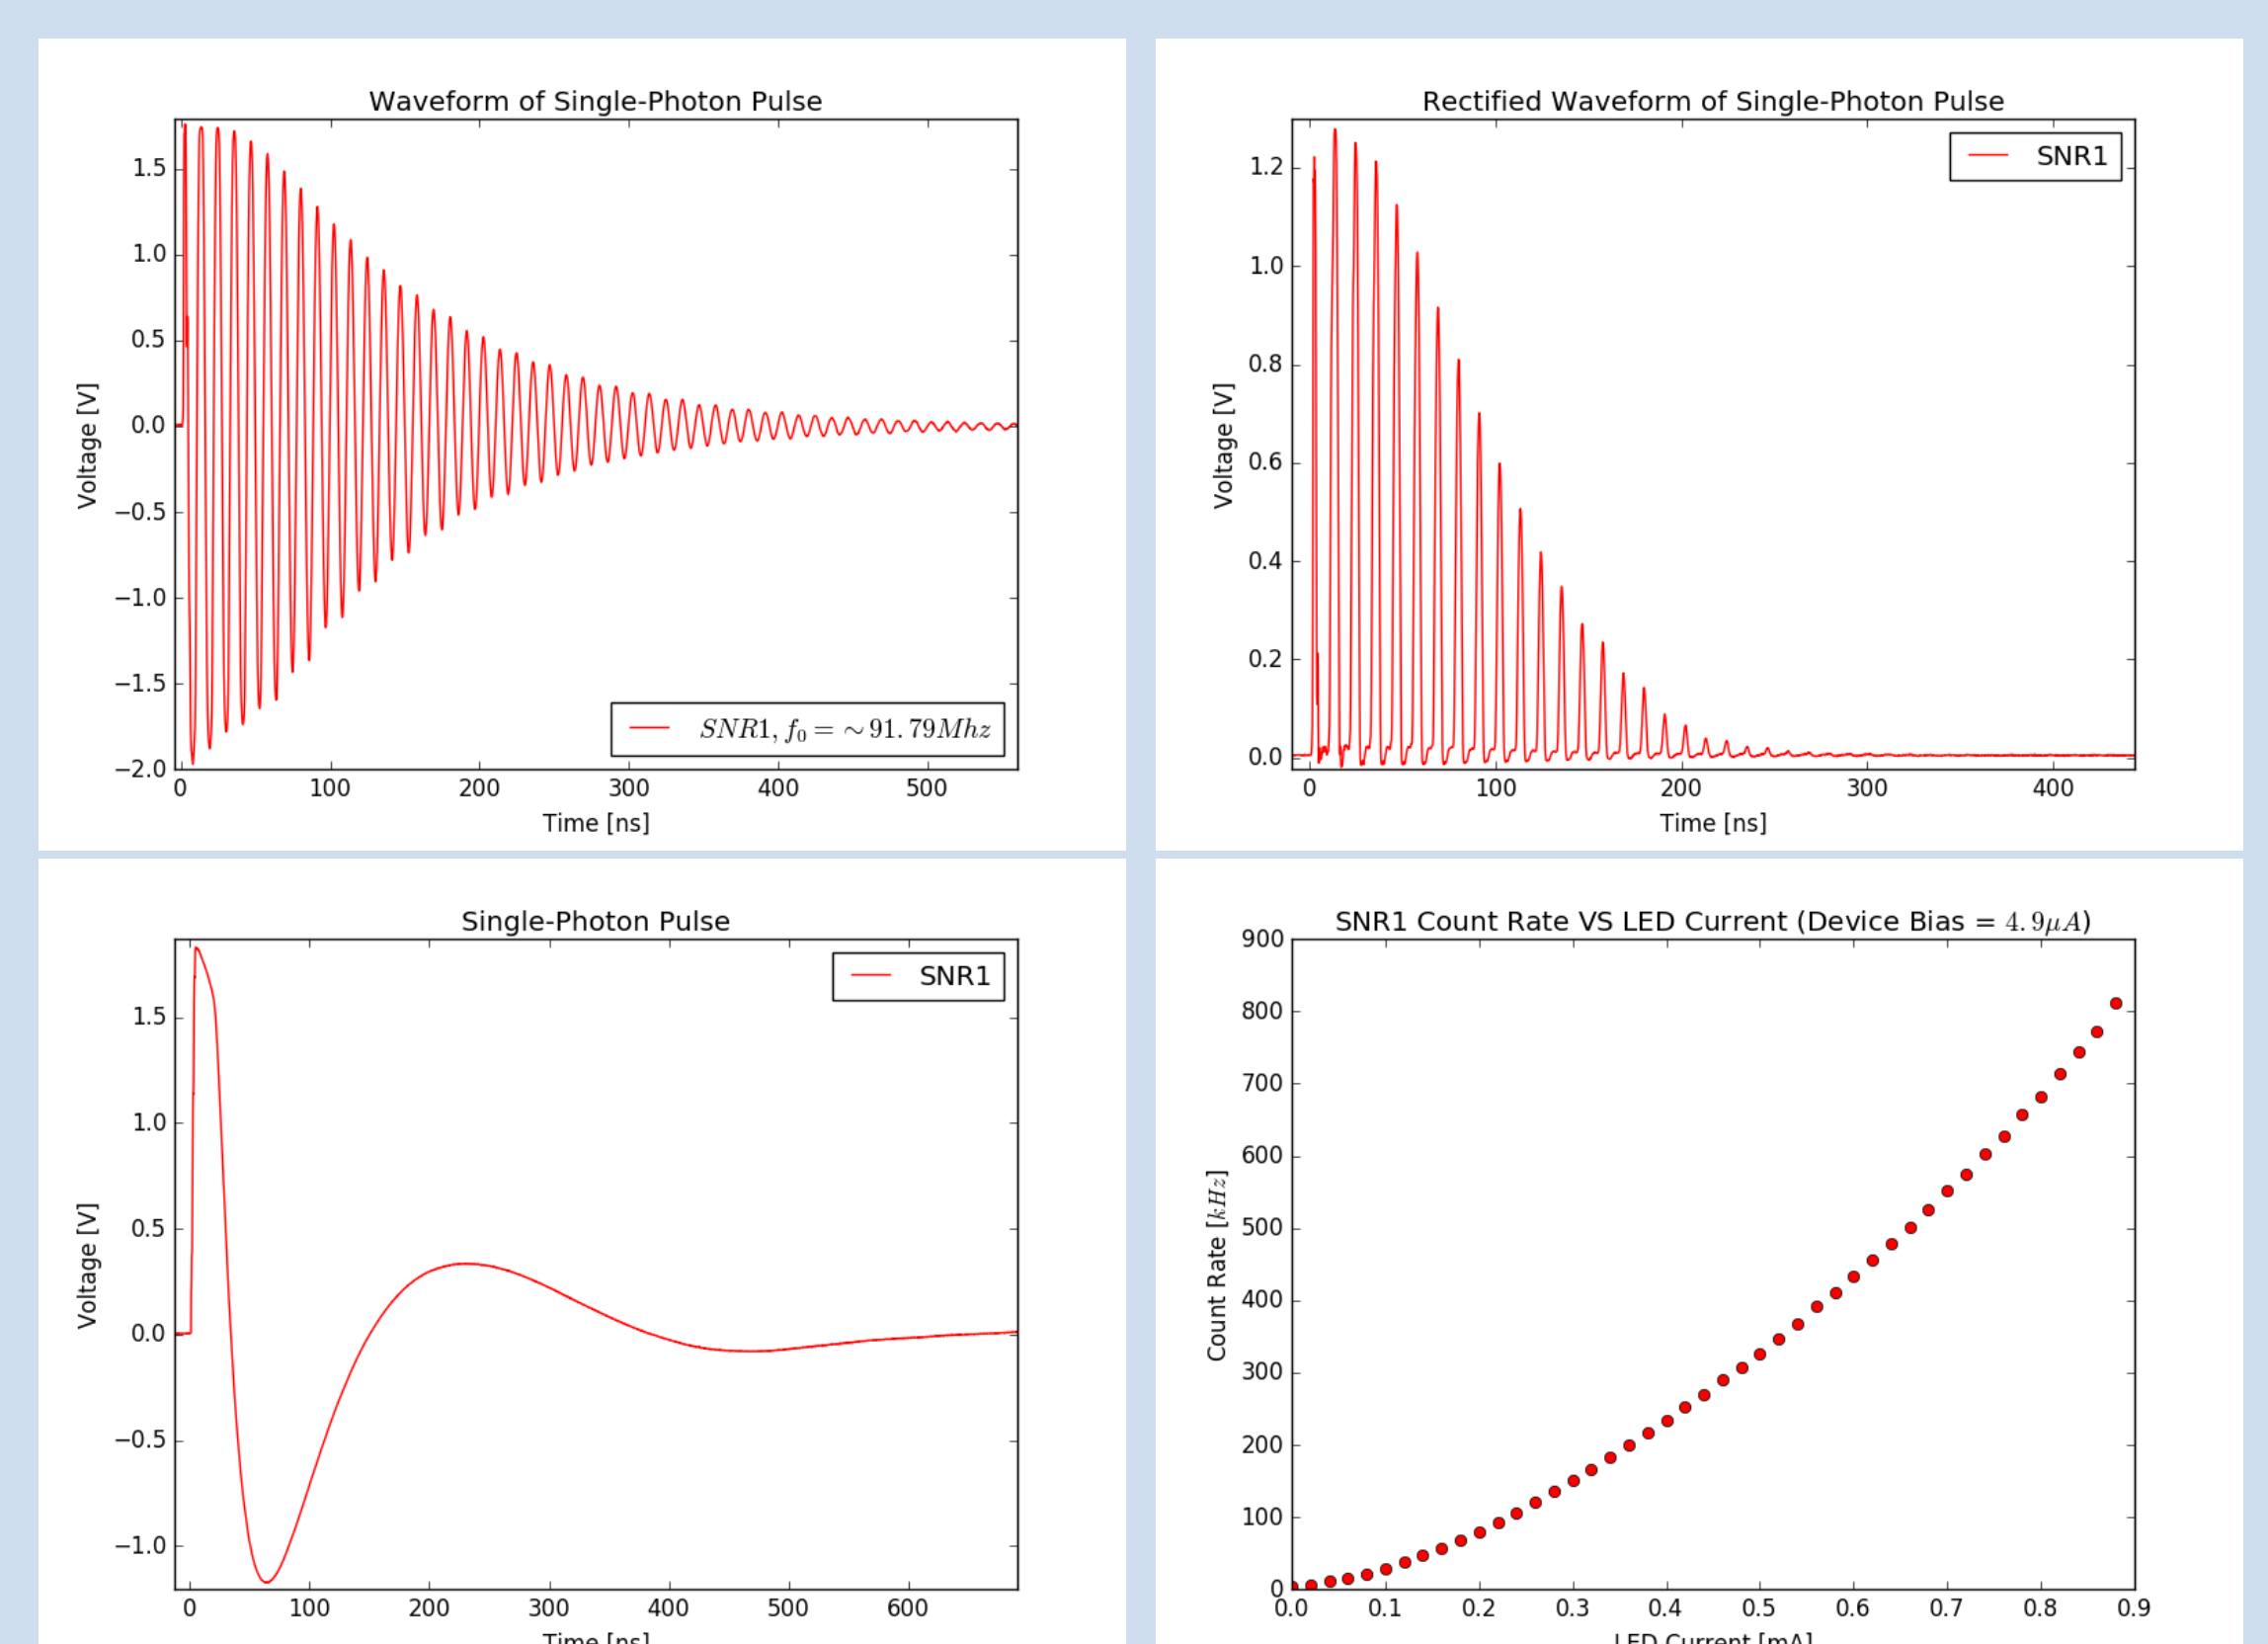 Waveform of Single-Photon Pulse
Voltage [V]
1.5
1.0
0.5
0.0
−0.5
−1.0
−1.5
−2.0
SNR1, f0 = ~91.79Mhz
0 100 200 300 400 500
Time [ns]
Rectified Waveform of Single-Photon Pulse
SNR1
Voltage [V]
1.2
1.0
0.8
0.6
0.4
0.2
0.0
0 100 200 300 400
Time [ns]
Single-Photon Pulse
SNR1
Voltage [V]
1.5
1.0
0.5
0.0
−0.5
−1.0
0 100 200 300 400 500 600
Time [ns]
SNR1 Count Rate VS LED Current (Device Bias = 4.9μA)
Count Rate [kHz]
900
800
700
600
500
400
300
200
100
0
0.0 0.1 0.2 0.3 0.4 0.5 0.6 0.7 0.8 0.9
LED Current [mA]